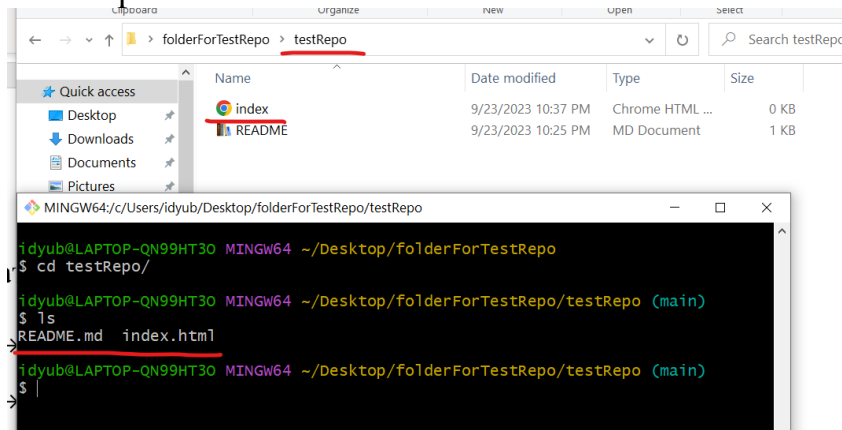 Clipboard Organize New Open Select
folderForTestRepo > testRepo Search testRepo
Name Date modified Type Size
Quick access
index 9/23/2023 10:37 PM Chrome HTML ... 0 KB
Desktop
README 9/23/2023 10:25 PM MD Document 1 KB
Downloads
Documents
Pictures
MINGW64:/c/Users/idyub/Desktop/folderForTestRepo/testRepo
idyub@LAPTOP-QN99HT3O MINGW64 ~/Desktop/folderForTestRepo
$ cd testRepo/
idyub@LAPTOP-QN99HT3O MINGW64 ~/Desktop/folderForTestRepo/testRepo (main)
$ ls
README.md index.html
idyub@LAPTOP-QN99HT3O MINGW64 ~/Desktop/folderForTestRepo/testRepo (main)
$